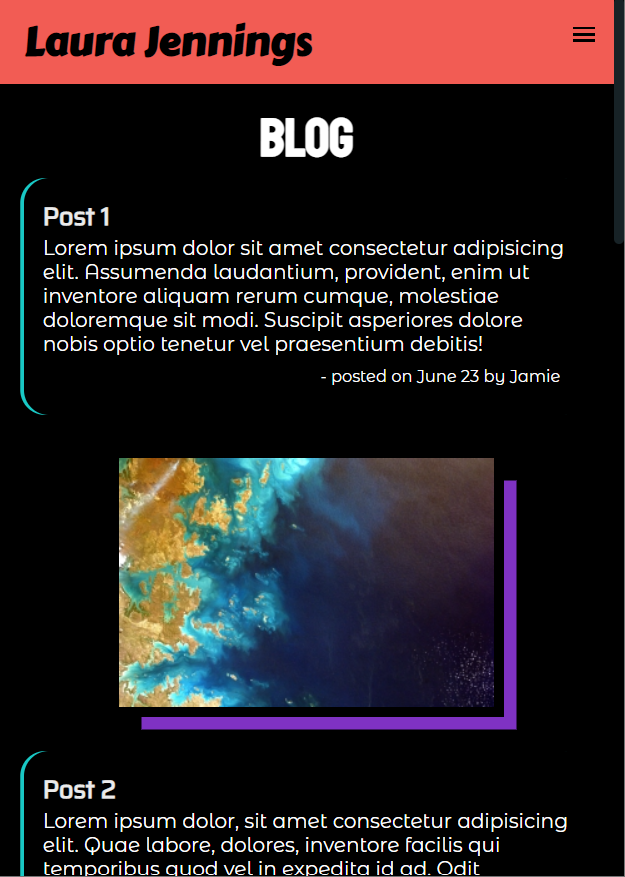 Laura Jennings
BLOG
Post 1
Lorem ipsum dolor sit amet consectetur adipisicing
elit. Assumenda laudantium, provident, enim ut
inventore aliquam rerum cumque, molestiae
doloremque sit modi. Suscipit asperiores dolore
nobis optio tenetur vel praesentium debitis!
- posted on June 23 by Jamie
Post 2
Lorem ipsum dolor, sit amet consectetur adipisicing
elit. Quae labore, dolores, inventore facilis qui
temporibus quod vel in expedita id ad. Odit